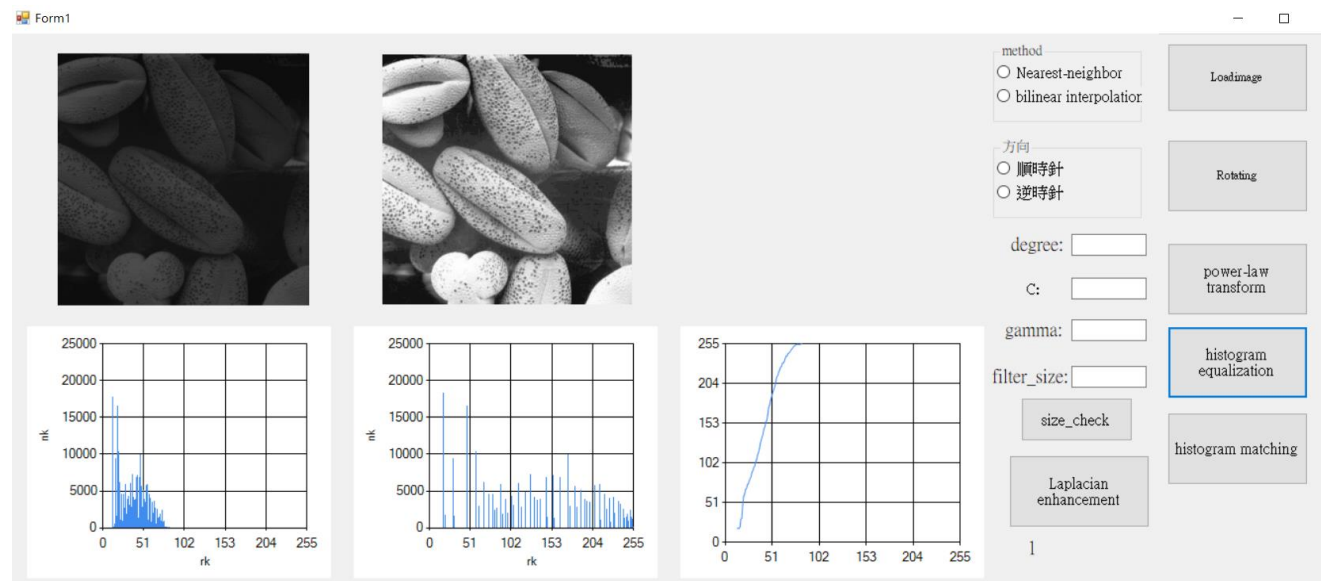 Form1
method
Nearest-neighbor
bilinear interpolation
方向
順時針
逆時針
degree:
C:
gamma:
filter_size:
size_check
Laplacian
enhancement
1
Loadimage
Rotating
power-law
transform
histogram
equalization
histogram matching
25000
20000
15000
10000
5000
0
nk
0 51 102 153 204 255
rk
25000
20000
15000
10000
5000
0
nk
0 51 102 153 204 255
rk
255
204
153
102
51
0
0 51 102 153 204 255